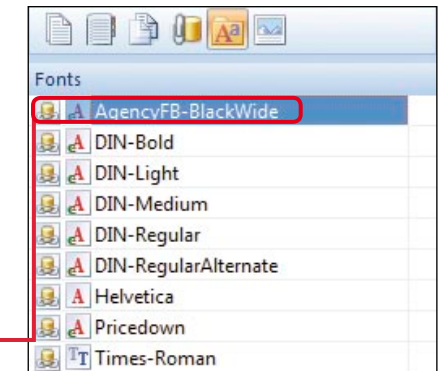 Fonts
AgencyFB-BlackWide
DIN-Bold
DIN-Light
DIN-Medium
DIN-Regular
DIN-RegularAlternate
Helvetica
Pricedown
Times-Roman